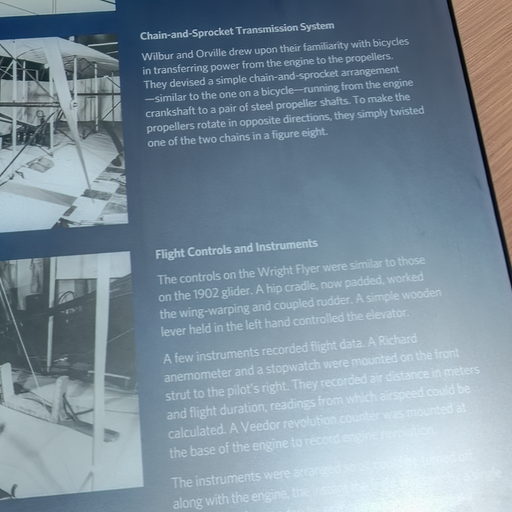 Chain-and-Sprocket Transmission System
Wilbur and Orville drew upon their familiarity with bicycles
in transferring power from the engine to the propellers.
They devised a simple chain-and-sprocket arrangement
—similar to the one on a bicycle—running from the engine
crankshaft to a pair of steel propeller shafts. To make the
propellers rotate in opposite directions, they simply twisted
one of the two chains in a figure eight.
Flight Controls and Instruments
The controls on the Wright Flyer were similar to those
on the 1902 glider. A hip cradle, now padded, worked
the wing-warping and coupled rudder. A simple wooden
lever held in the left hand controlled the elevator.
A few instruments recorded flight data. A Richard
anemometer and a stopwatch were mounted on the front
strut to the pilot's right. They recorded air distance in meters
and flight duration, readings from which airspeed could be
calculated. A Veedor revolution counter was mounted at
the base of the engine to record engine revolution
The instruments were arranged so turned off
along with the engine, the instant the a single